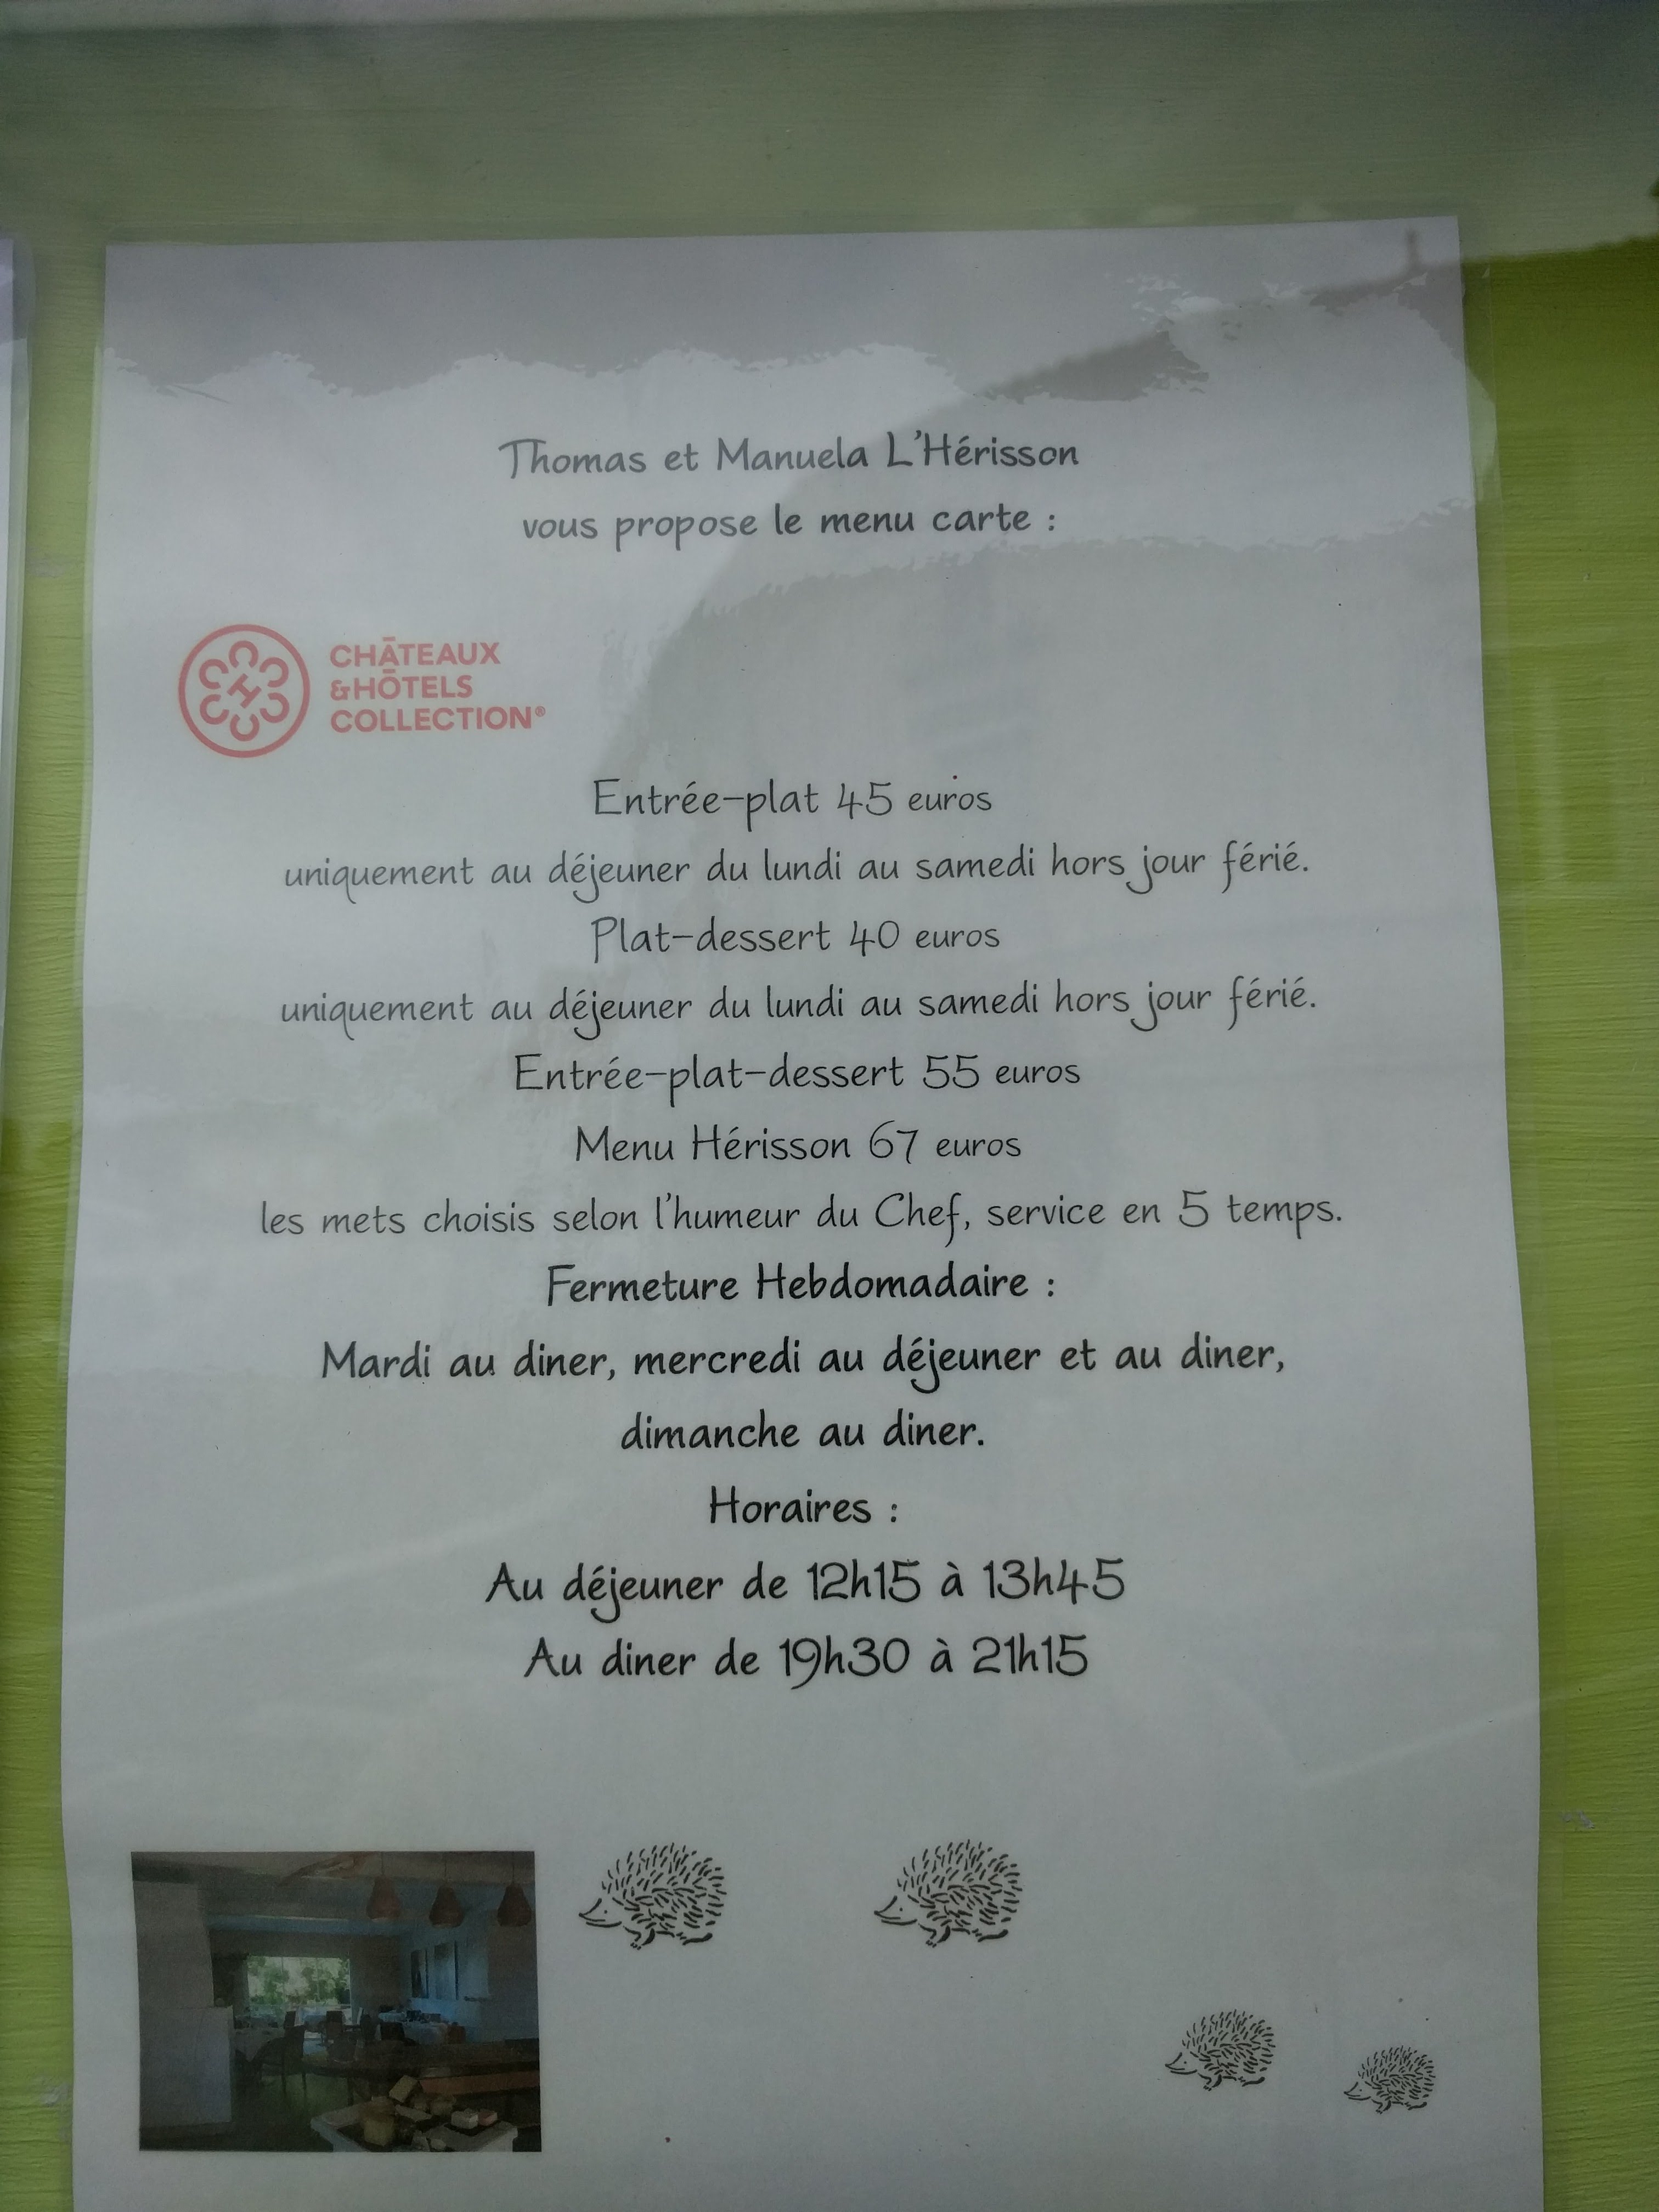 Thomas et Manuela L'Hérisson
vous propose le menu carte :
CHÂTEAUX
&HÔTELS
COLLECTION®
Entrée-plat 45 euros
uniquement au déjeuner du lundi au samedi hors jour férié.
Plat-dessert 40 euros
uniquement au déjeuner du lundi au samedi hors jour férié.
Entrée-plat-dessert 55 euros
Menu Hérisson 67 euros
les mets choisis selon l'humeur du Chef, service en 5 temps.
Fermeture Hebdomadaire :
Mardi au diner, mercredi au déjeuner et au diner,
dimanche au diner.
Horaires :
Au déjeuner de 12h15 à 13h45
Au diner de 19h30 à 21h15